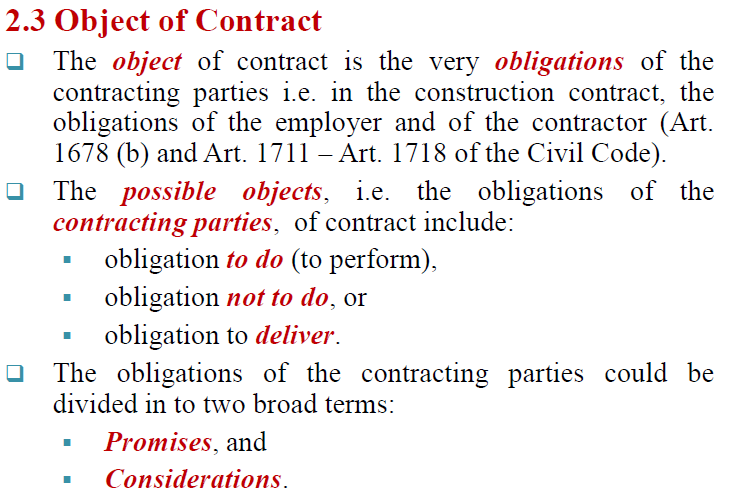 2.3 Object of Contract
❑ The object of contract is the very obligations of the
contracting parties i.e. in the construction contract, the
obligations of the employer and of the contractor (Art.
1678 (b) and Art. 1711 – Art. 1718 of the Civil Code).
❑ The possible objects, i.e. the obligations of the
contracting parties, of contract include:
▪ obligation to do (to perform),
▪ obligation not to do, or
▪ obligation to deliver.
❑ The obligations of the contracting parties could be
divided in to two broad terms:
▪ Promises, and
▪ Considerations.